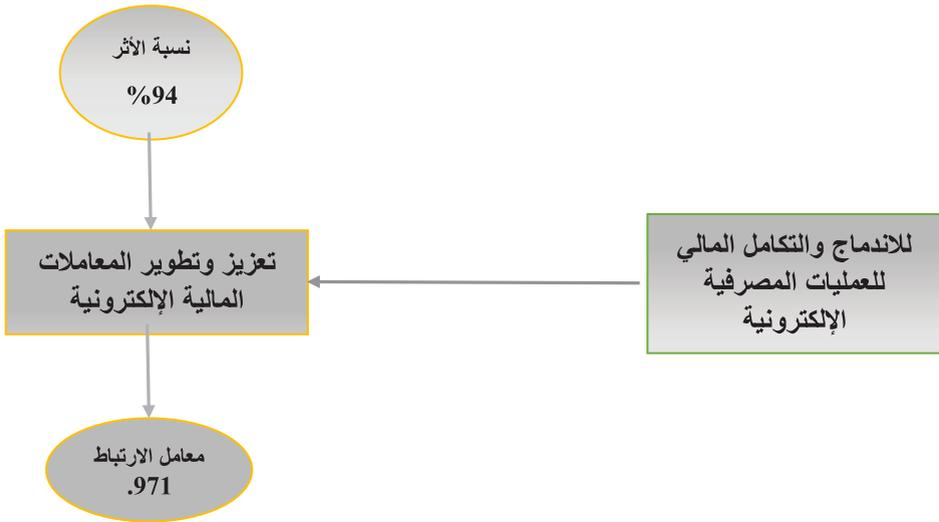 نسبة الأثر
%94
للاندماج والتكامل المالي
للعمليات المصرفية
الإلكترونية
تعزيز وتطوير المعاملات
المالية الإلكترونية
معامل الارتباط
.971